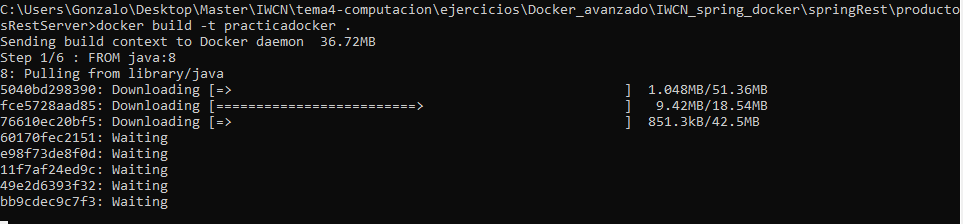 C:\Users\Gonzalo\Desktop\Master\IWCN\tema4-computacion\ejercicios\Docker_avanzado\IWCN_spring_docker\springRest\producto
sRestServer>docker build -t practicadocker .
Sending build context to Docker daemon  36.72MB
Step 1/6 : FROM java:8
8: Pulling from library/java
5040bd298390: Downloading [=>                                                 ]  1.048MB/51.36MB
fce5728aad85: Downloading [=========================>                         ]   9.42MB/18.54MB
76610ec20bf5: Downloading [=>                                                 ]  851.3kB/42.5MB
60170fec2151: Waiting
e98f73de8f0d: Waiting
11f7af24ed9c: Waiting
49e2d6393f32: Waiting
bb9cdec9c7f3: Waiting